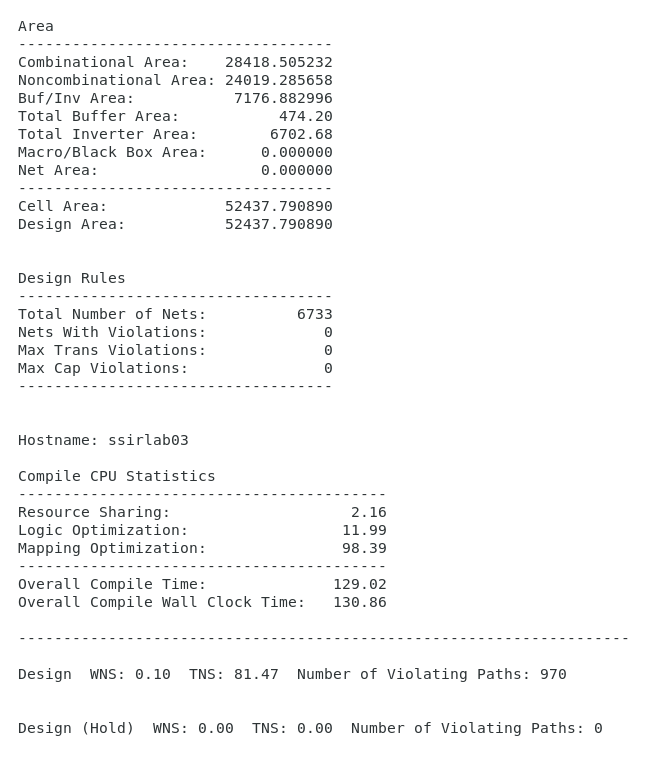 Area
-----------------------------------
Combinational Area:    28418.505232
Noncombinational Area: 24019.285658
Buf/Inv Area:           7176.882996
Total Buffer Area:           474.20
Total Inverter Area:        6702.68
Macro/Black Box Area:      0.000000
Net Area:                  0.000000
-----------------------------------
Cell Area:             52437.790890
Design Area:           52437.790890
Design Rules
-----------------------------------
Total Number of Nets:          6733
Nets With Violations:             0
Max Trans Violations:             0
Max Cap Violations:               0
-----------------------------------
Hostname: ssirlab03
Compile CPU Statistics
-----------------------------------------
Resource Sharing:                    2.16
Logic Optimization:                 11.99
Mapping Optimization:               98.39
-----------------------------------------
Overall Compile Time:              129.02
Overall Compile Wall Clock Time:   130.86
--------------------------------------------------------------------
Design  WNS: 0.10  TNS: 81.47  Number of Violating Paths: 970
Design (Hold)  WNS: 0.00  TNS: 0.00  Number of Violating Paths: 0